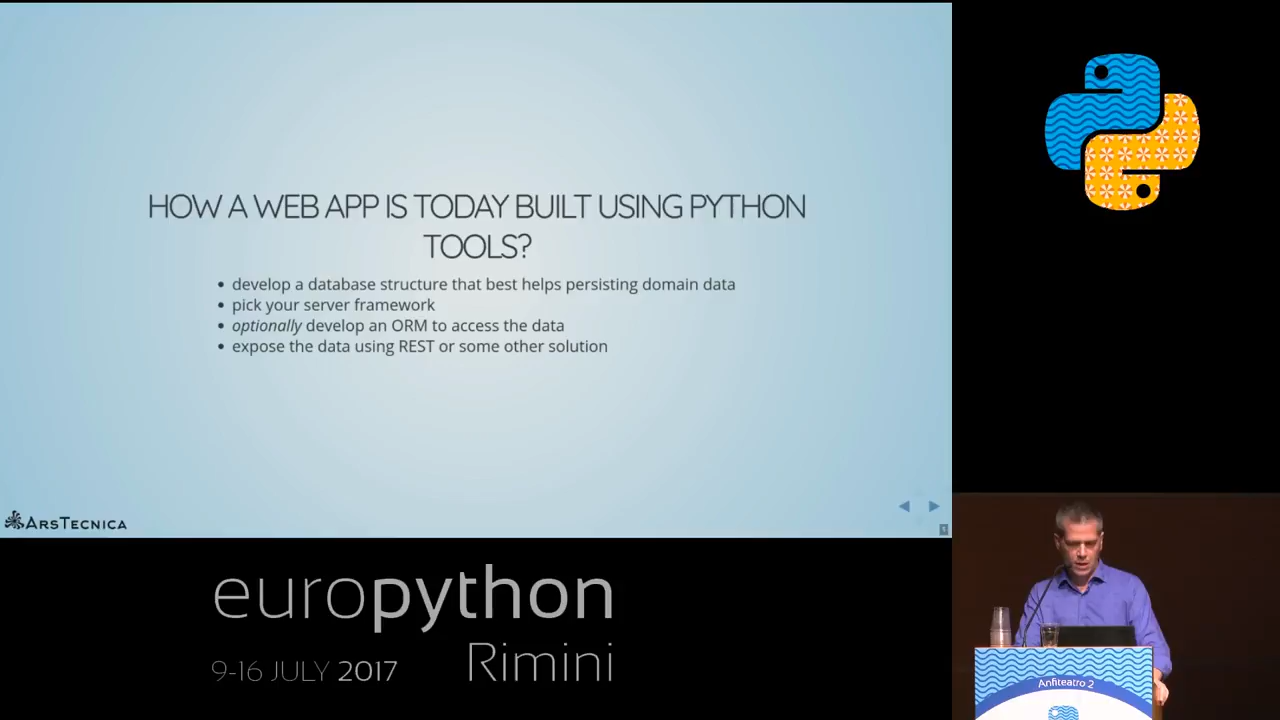 HOW A WEB APP IS TODAY BUILT USING PYTHON
TOOLS?
develop a database structure that best helps persisting domain data
pick your server framework
optionally develop an ORM to access the data
expose the data using REST or some other solution
ARSTECNICA
europython
9-16 JULY 2017
Rimini
Anfiteatro 2